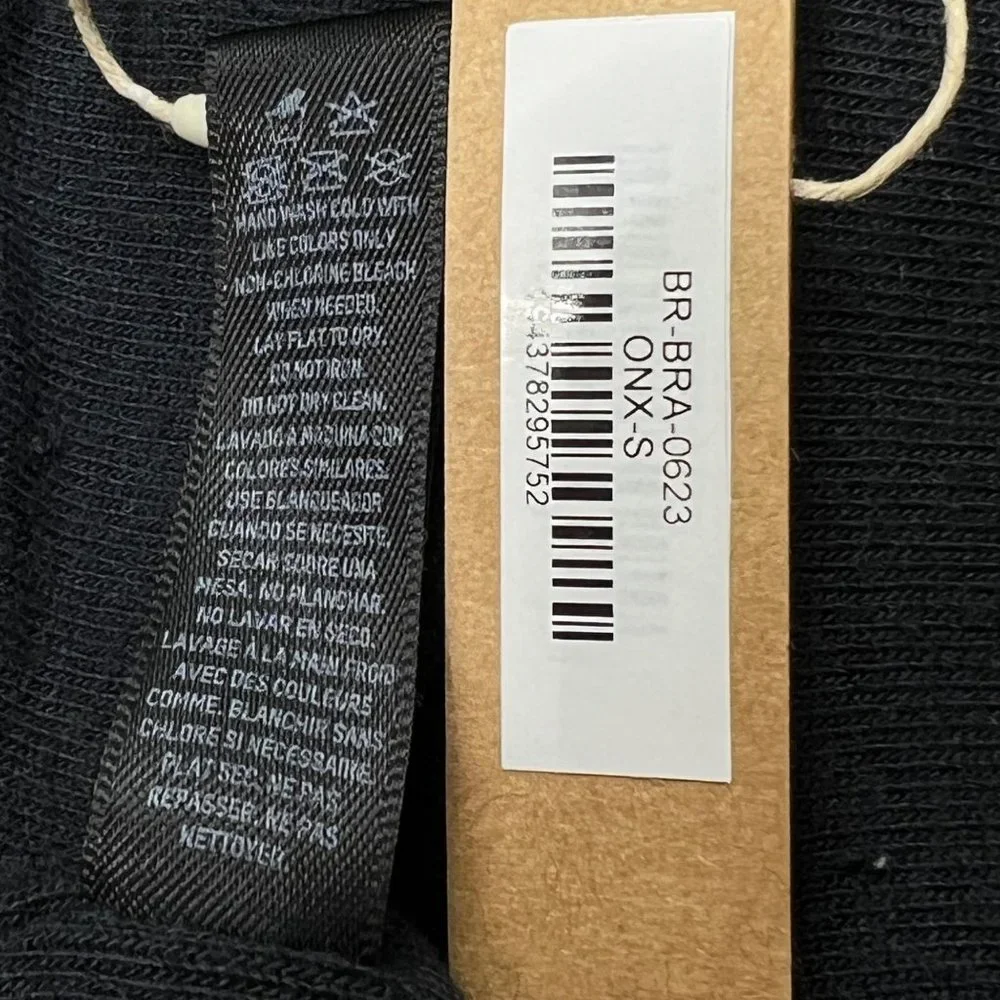 HAND WASH COLD WITH
LIKE COLORS ONLY
NON-CHLORINE BLEACH
WHEN NEEDED.
LAY FLAT TO DRY.
DO NOT IRON.
DO NOT DRY CLEAN.
LAVADO A MAQUINA CON
COLORES SIMILARES.
USE BLANQUEADOR
CUANDO SE NECESITE.
SECAR SOBRE UNA
MESA. NO PLANCHAR.
NO LAVAR EN SECO.
LAVAGE A LA MAIN FROID
AVEC DES COULEURS
COMME. BLANCHIR SANS
CHLORE SI NECESSAIRE.
PLAT SEC. NE PAS
REPASSER. NE PAS
NETTOYER.
BR-BRA-0623
ONX-S